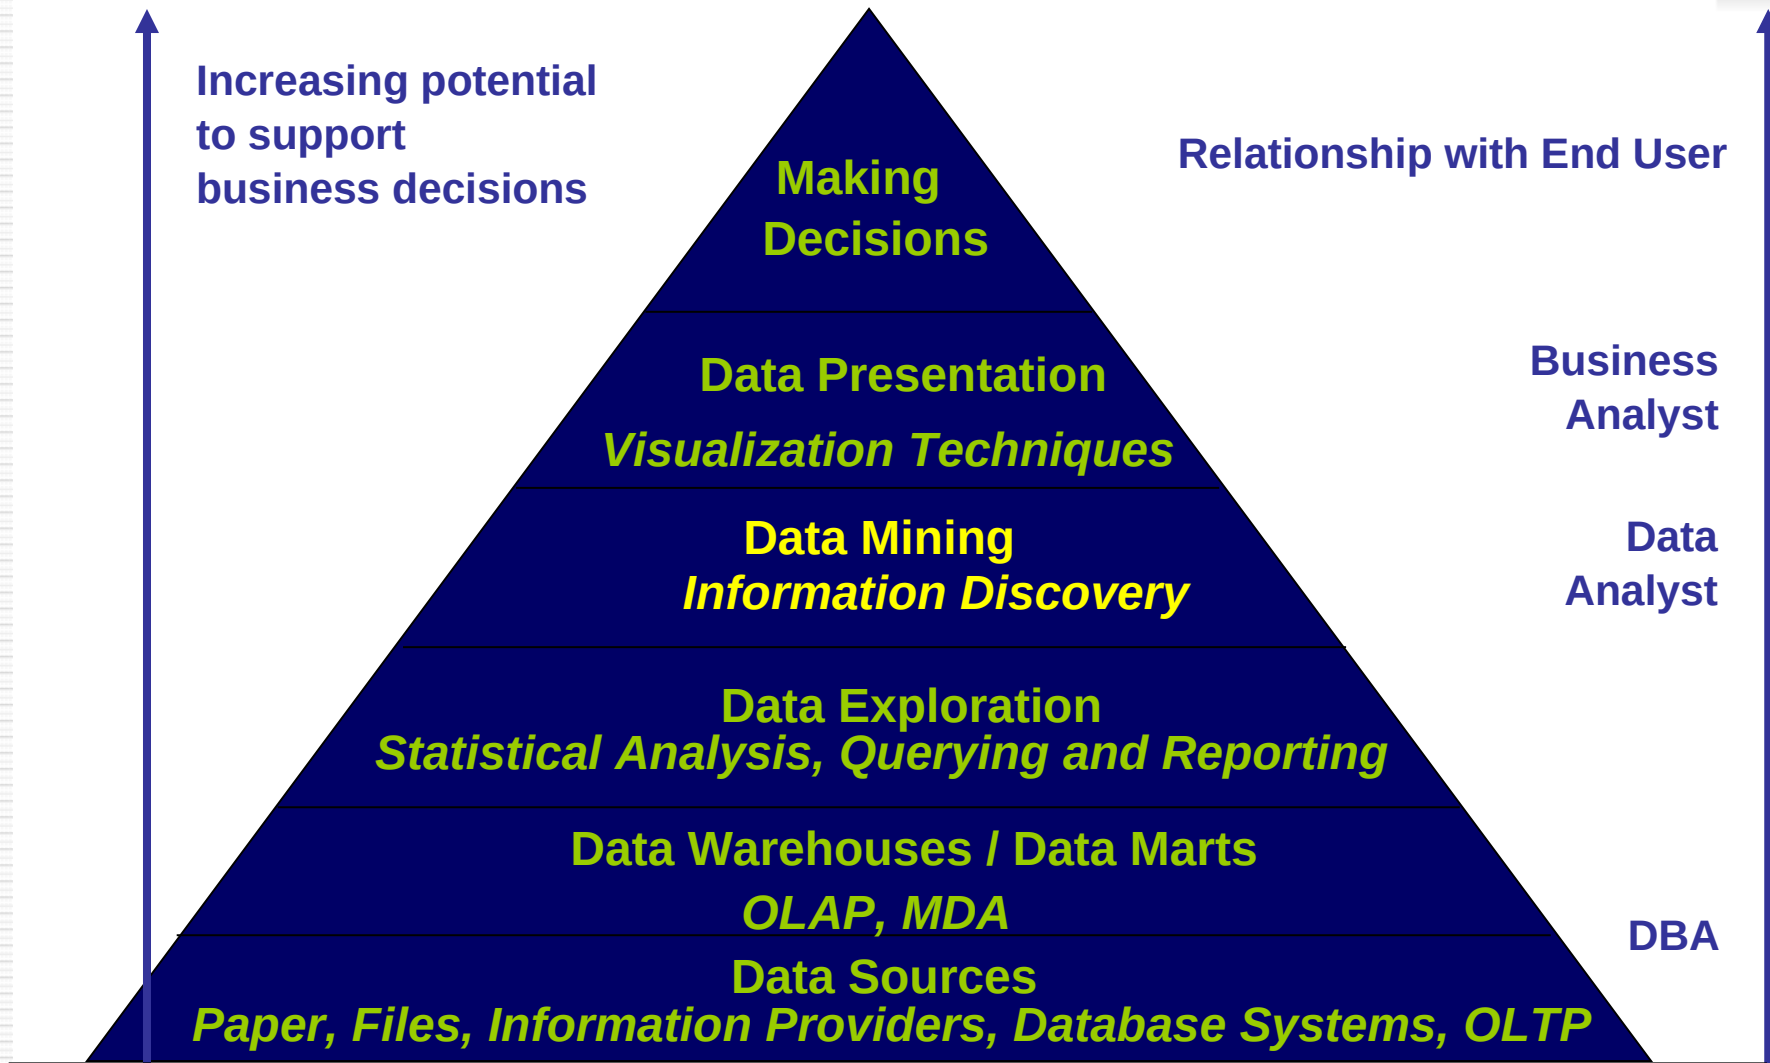 Increasing potential
to support
business decisions
Relationship with End User
Making
Decisions
Business
Analyst
Data Presentation
Visualization Techniques
Data
Analyst
Data Mining
Information Discovery
Data Exploration
Statistical Analysis, Querying and Reporting
Data Warehouses / Data Marts
OLAP, MDA
DBA
Data Sources
Paper, Files, Information Providers, Database Systems, OLTP